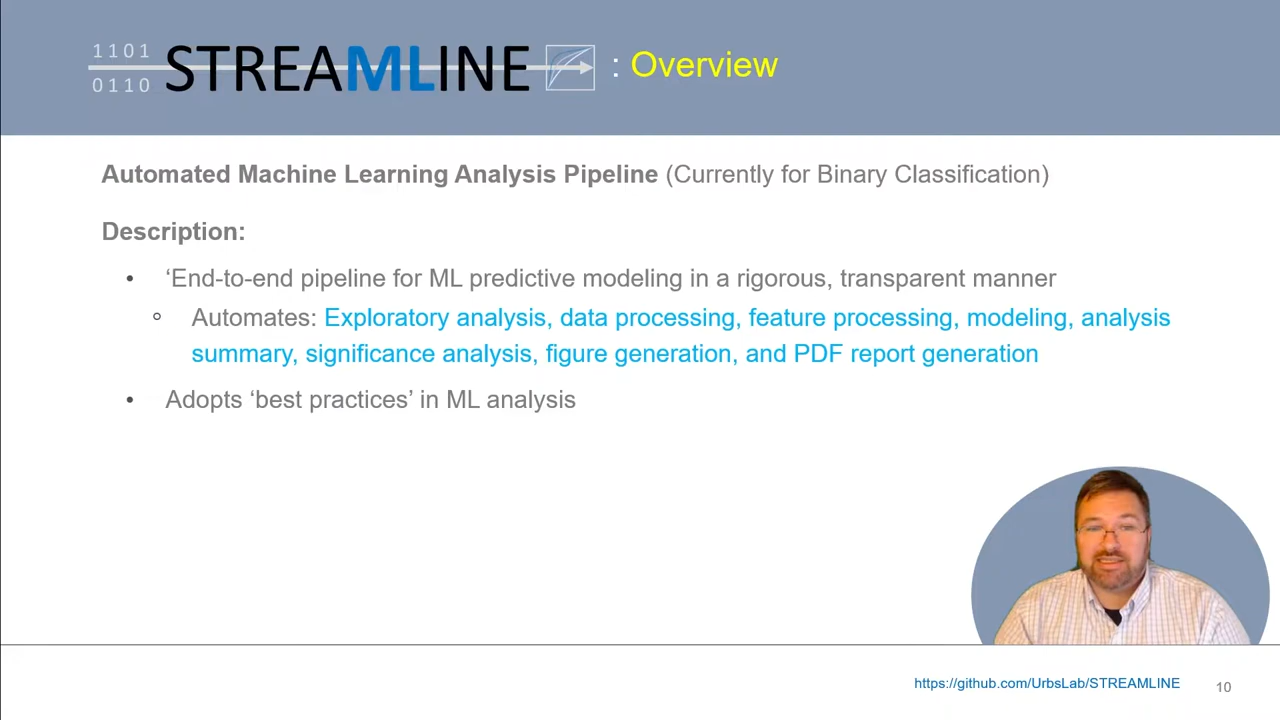 1101
0110
STREAMLINE : Overview
Automated Machine Learning Analysis Pipeline (Currently for Binary Classification)
Description:
• ‘End-to-end pipeline for ML predictive modeling in a rigorous, transparent manner
○ Automates: Exploratory analysis, data processing, feature processing, modeling, analysis
summary, significance analysis, figure generation, and PDF report generation
• Adopts ‘best practices’ in ML analysis
https://github.com/UrbsLab/STREAMLINE
10